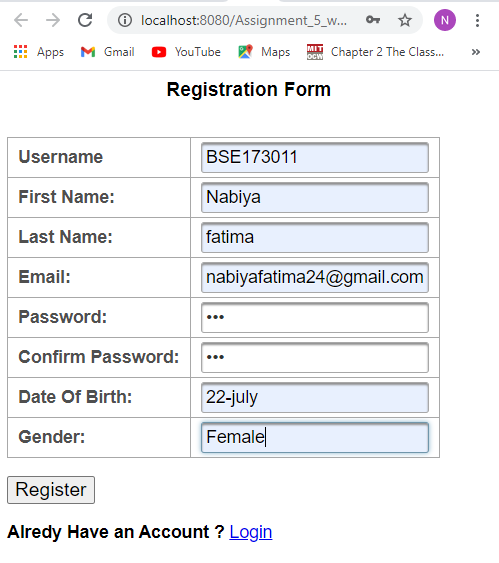 localhost:8080/Assignment_5_w...
N
Apps Gmail YouTube Maps MIT OCW Chapter 2 The Class... »
Registration Form
Username BSE173011
First Name: Nabiya
Last Name: fatima
Email: nabiyafatima24@gmail.com
Password: •••
Confirm Password: •••
Date Of Birth: 22-july
Gender: Female
Register
Alredy Have an Account ? Login